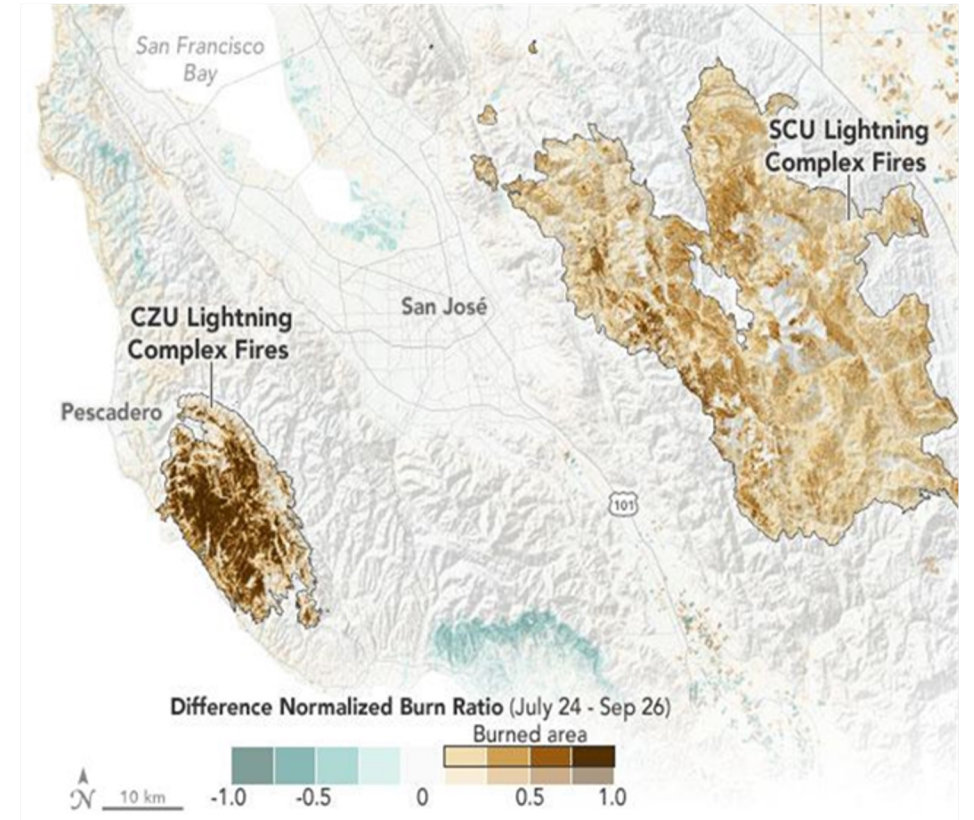 San Francisco
Bay
SCU Lightning
Complex Fires
San José
CZU Lightning
Complex Fires
Pescadero
101
Difference Normalized Burn Ratio (July 24 - Sep 26)
Burned area
N
10 km
-1.0 -0.5 0 0.5 1.0